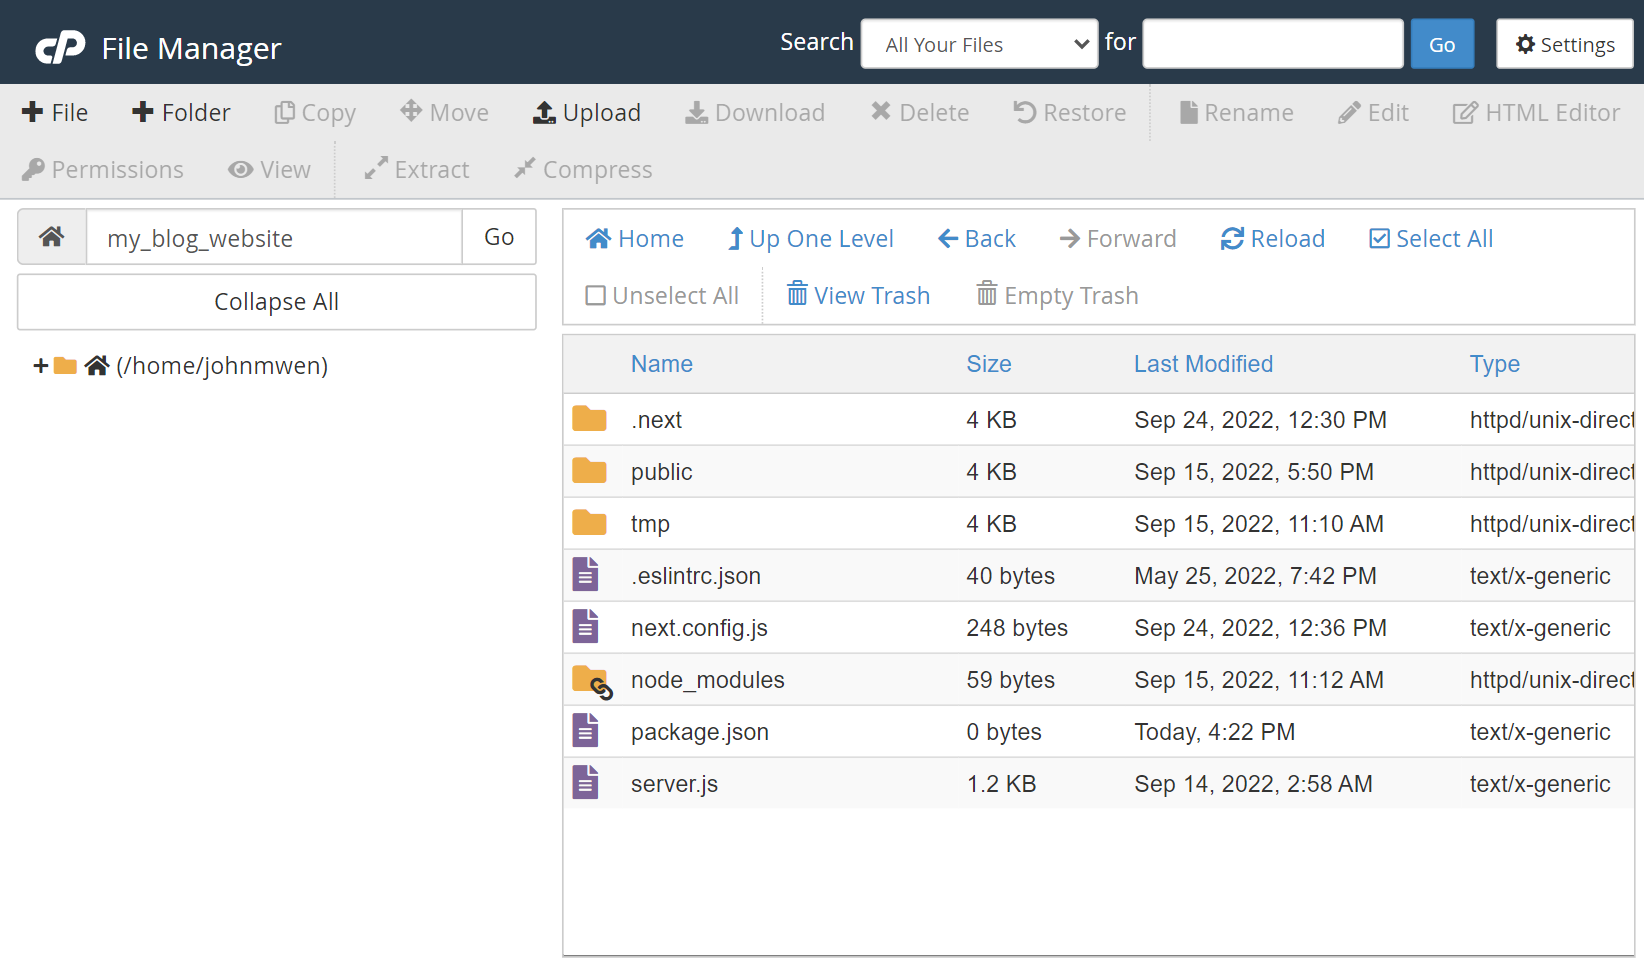 cP File Manager Search All Your Files for Go Settings
File Folder Copy Move Upload Download Delete Restore Rename Edit HTML Editor
Permissions View Extract Compress
my_blog_website Go
Collapse All
+ (/home/johnmwen)
Home Up One Level Back Forward Reload Select All
Unselect All View Trash Empty Trash
Name Size Last Modified Type
.next 4 KB Sep 24, 2022, 12:30 PM httpd/unix-direct
public 4 KB Sep 15, 2022, 5:50 PM httpd/unix-direct
tmp 4 KB Sep 15, 2022, 11:10 AM httpd/unix-direct
.eslintrc.json 40 bytes May 25, 2022, 7:42 PM text/x-generic
next.config.js 248 bytes Sep 24, 2022, 12:36 PM text/x-generic
node_modules 59 bytes Sep 15, 2022, 11:12 AM httpd/unix-direct
package.json 0 bytes Today, 4:22 PM text/x-generic
server.js 1.2 KB Sep 14, 2022, 2:58 AM text/x-generic